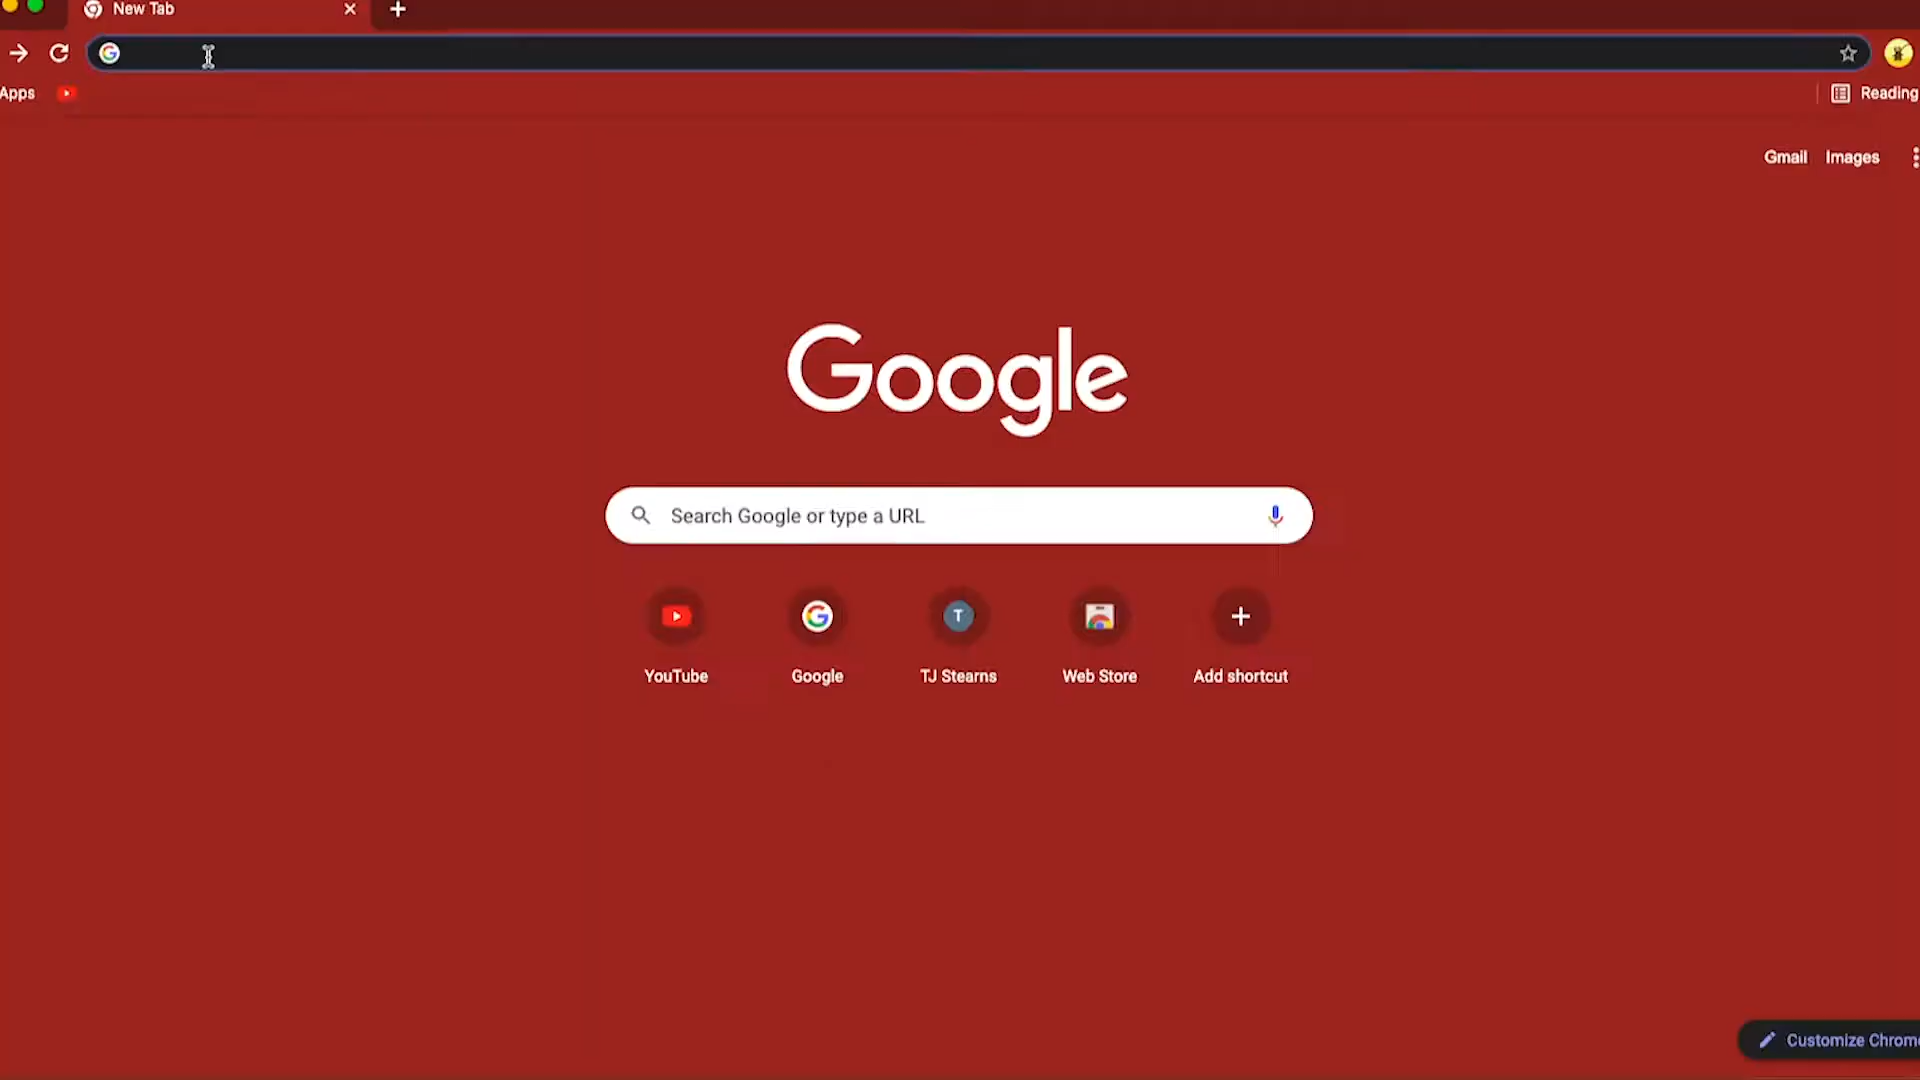 New Tab
Apps
Reading
Gmail Images
Google
Search Google or type a URL
T
YouTube Google TJ Stearns Web Store Add shortcut
Customize Chrome